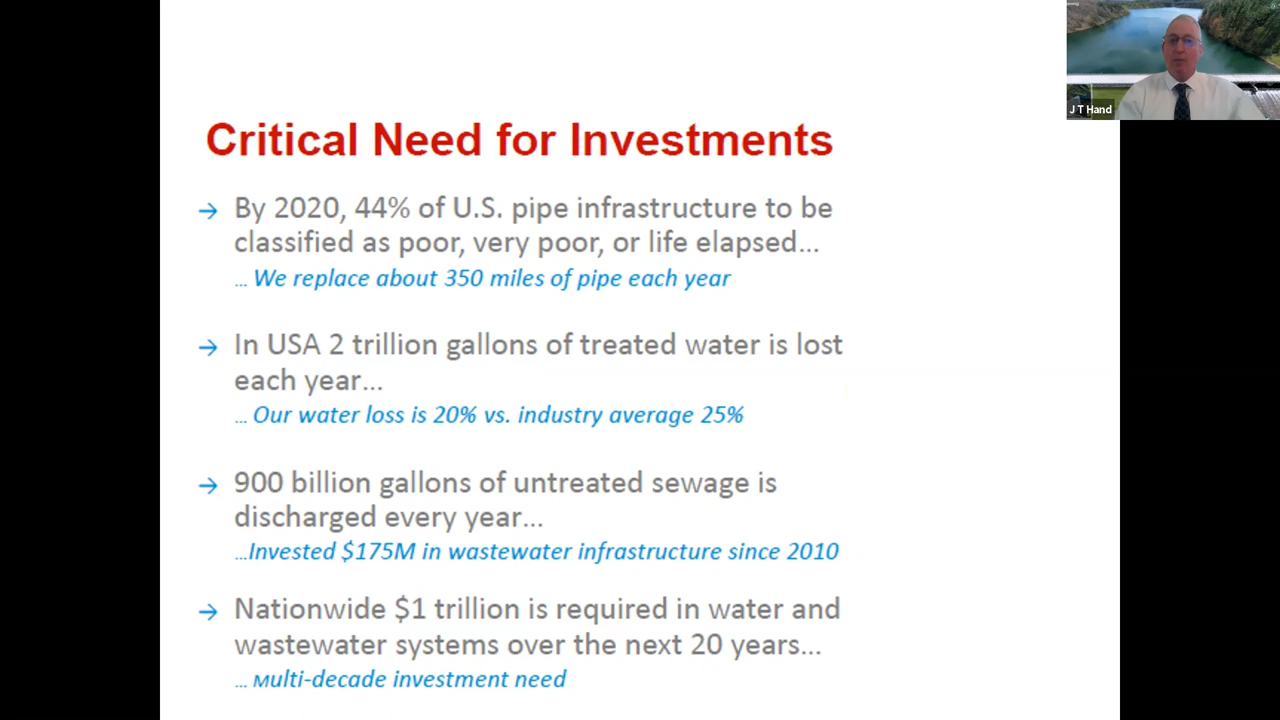 J T Hand
Critical Need for Investments
→ By 2020, 44% of U.S. pipe infrastructure to be
classified as poor, very poor, or life elapsed...
... We replace about 350 miles of pipe each year
→ In USA 2 trillion gallons of treated water is lost
each year...
... Our water loss is 20% vs. industry average 25%
→ 900 billion gallons of untreated sewage is
discharged every year...
...Invested $175M in wastewater infrastructure since 2010
→ Nationwide $1 trillion is required in water and
wastewater systems over the next 20 years...
... Multi-decade investment need